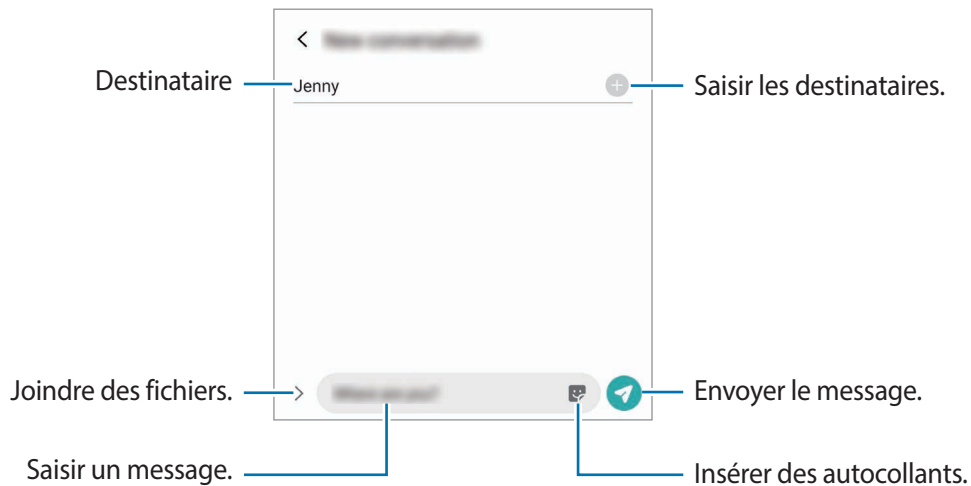 Destinataire
Jenny
Saisir les destinataires.
Joindre des fichiers.
Envoyer le message.
Saisir un message.
Insérer des autocollants.